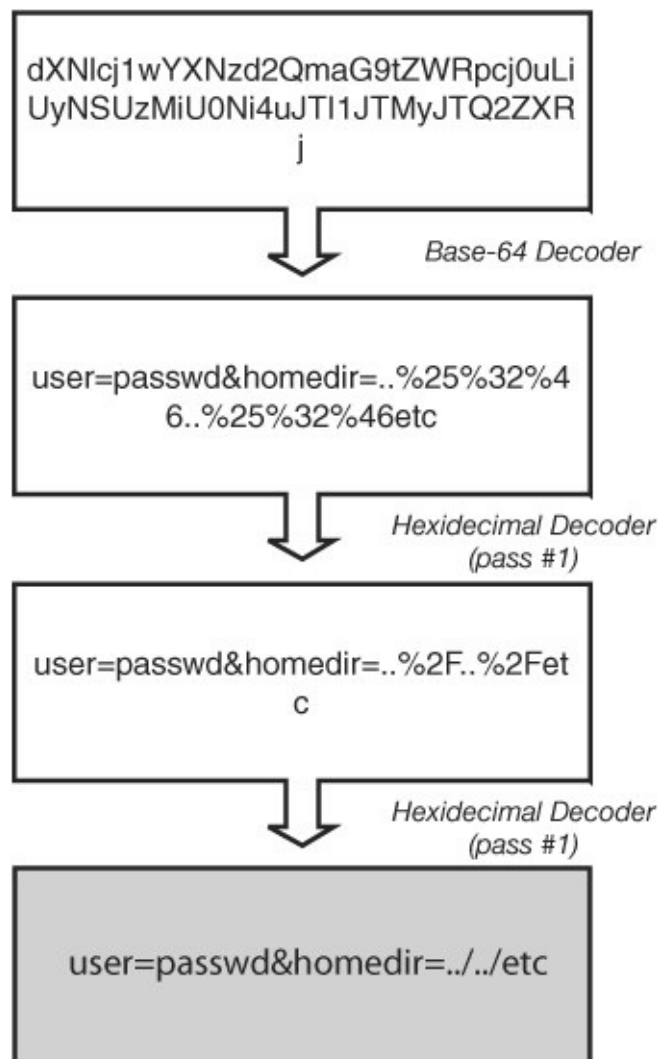 dXNlcj1wYXNzd2QmaG9tZWRpcj0uLi
UyNSUzMiU0Ni4uJTI1JTMyJTQ2ZXR
j
Base-64 Decoder
user=passwd&homedir=..%25%32%4
6..%25%32%46etc
Hexidecimal Decoder
(pass #1)
user=passwd&homedir=..%2F..%2Fet
c
Hexidecimal Decoder
(pass #1)
user=passwd&homedir=../../etc